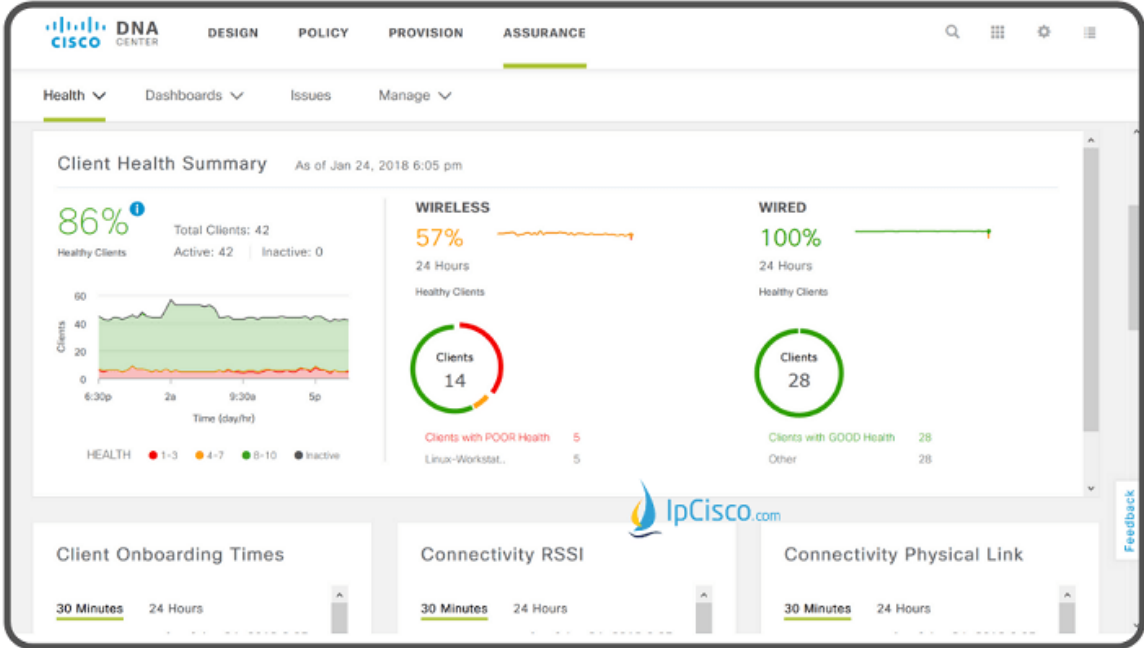 CISCO DNA CENTER DESIGN POLICY PROVISION ASSURANCE
Health Dashboards Issues Manage
Client Health Summary As of Jan 24, 2018 6:05 pm
86% i
Healthy Clients
Total Clients: 42
Active: 42 Inactive: 0
60
40
20
0
Clients
6:30p 2a 9:30a 5p
Time (day/hr)
HEALTH 1-3 4-7 8-10 Inactive
WIRELESS
57%
24 Hours
Healthy Clients
Clients
14
Clients with POOR Health 5
Linux-Workstat.. 5
WIRED
100%
24 Hours
Healthy Clients
Clients
28
Clients with GOOD Health 28
Other 28
IpCisco.com
Feedback
Client Onboarding Times
30 Minutes 24 Hours
Connectivity RSSI
30 Minutes 24 Hours
Connectivity Physical Link
30 Minutes 24 Hours